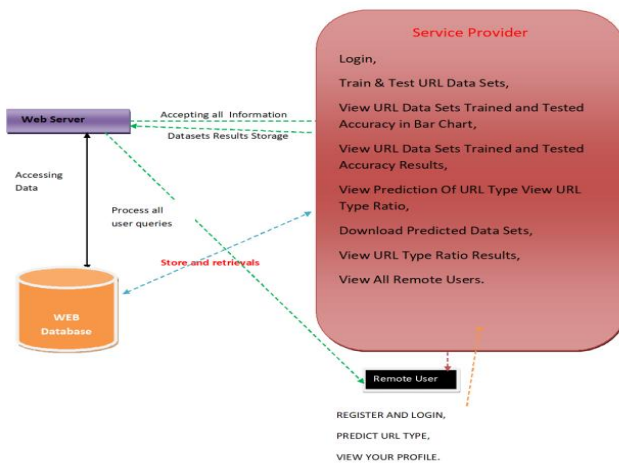 Service Provider
Login,
Train & Test URL Data Sets,
View URL Data Sets Trained and Tested
Accuracy in Bar Chart,
View URL Data Sets Trained and Tested
Accuracy Results,
View Prediction Of URL Type View URL
Type Ratio,
Download Predicted Data Sets,
View URL Type Ratio Results,
View All Remote Users.
Web Server
Accepting all Information
Datasets Results Storage
Accessing
Data
Process all
user queries
Store and retrievals
WEB
Database
Remote User
REGISTER AND LOGIN,
PREDICT URL TYPE,
VIEW YOUR PROFILE.